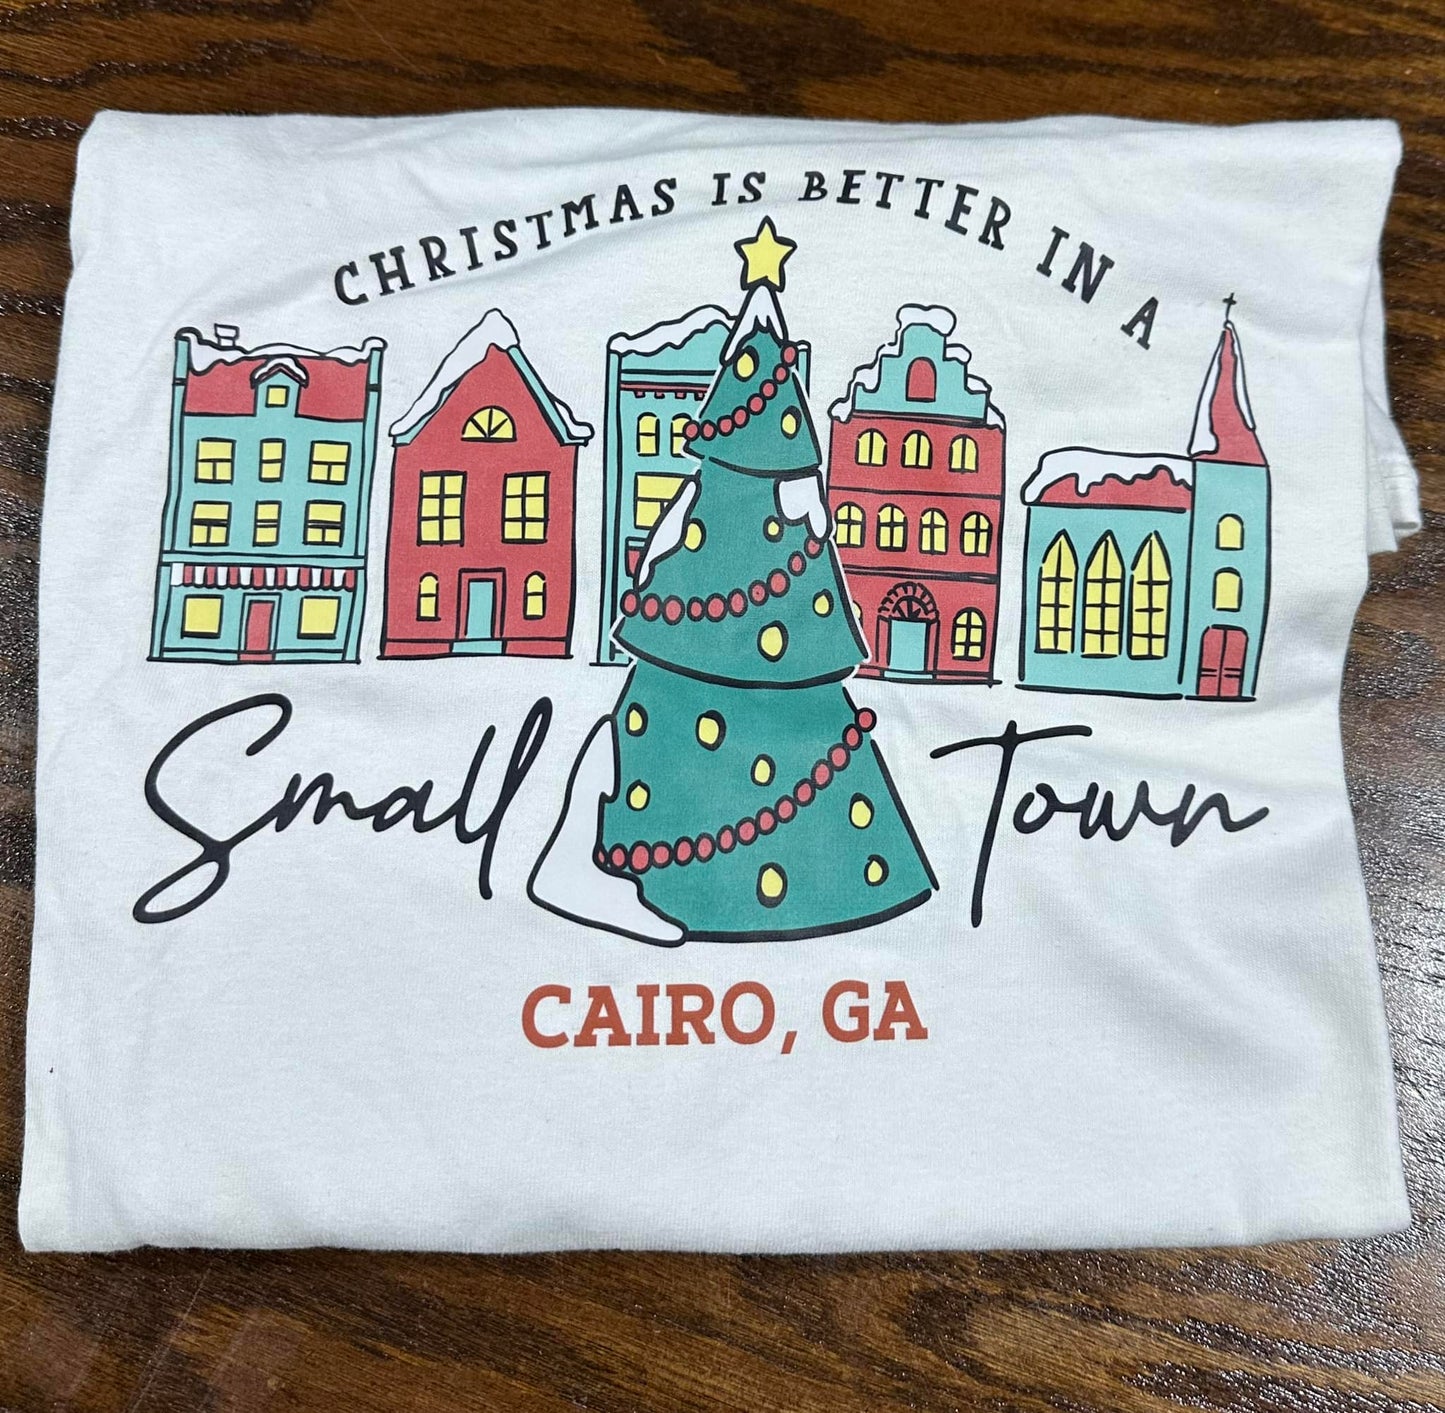 CHRISTMAS IS BETTER IN A
Small Town
CAIRO, GA